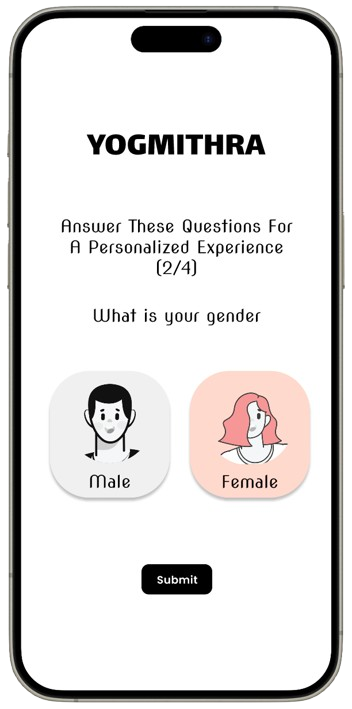 YOGMITHRA
Answer These Questions For
A Personalized Experience
(2/4)
What is your gender
Male
Female
Submit